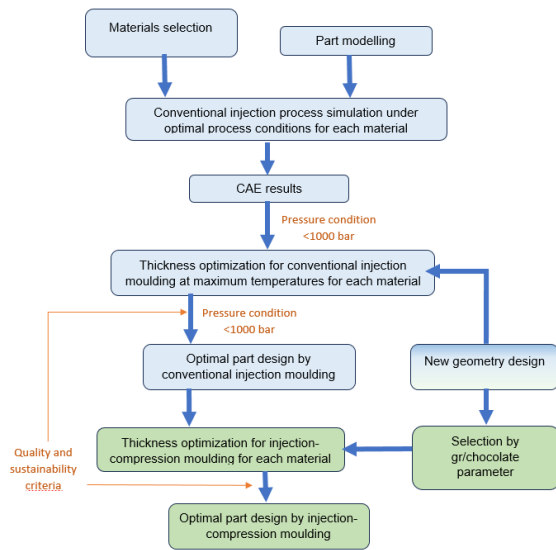 Materials selection
Part modelling
Conventional injection process simulation under
optimal process conditions for each material
CAE results
Pressure condition
<1000 bar
Thickness optimization for conventional injection
moulding at maximum temperatures for each material
Pressure condition
<1000 bar
Optimal part design by
conventional injection moulding
New geometry design
Quality and
sustainability
criteria
Thickness optimization for injection-
compression moulding for each material
Selection by
gr/chocolate
parameter
Optimal part design by injection-
compression moulding